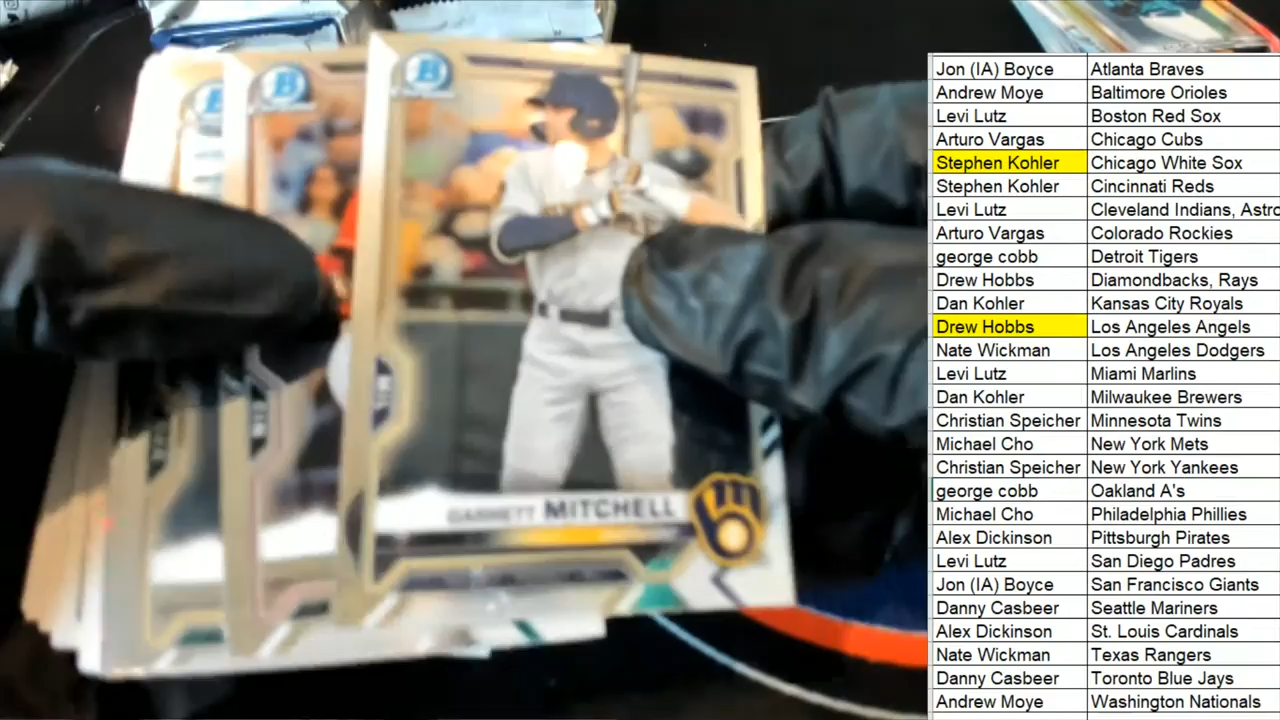 B
B
B
GARRETT MITCHELL
MIL
Jon (IA) Boyce Atlanta Braves
Andrew Moye Baltimore Orioles
Levi Lutz Boston Red Sox
Arturo Vargas Chicago Cubs
Stephen Kohler Chicago White Sox
Stephen Kohler Cincinnati Reds
Levi Lutz Cleveland Indians, Astro
Arturo Vargas Colorado Rockies
george cobb Detroit Tigers
Drew Hobbs Diamondbacks, Rays
Dan Kohler Kansas City Royals
Drew Hobbs Los Angeles Angels
Nate Wickman Los Angeles Dodgers
Levi Lutz Miami Marlins
Dan Kohler Milwaukee Brewers
Christian Speicher Minnesota Twins
Michael Cho New York Mets
Christian Speicher New York Yankees
george cobb Oakland A's
Michael Cho Philadelphia Phillies
Alex Dickinson Pittsburgh Pirates
Levi Lutz San Diego Padres
Jon (IA) Boyce San Francisco Giants
Danny Casbeer Seattle Mariners
Alex Dickinson St. Louis Cardinals
Nate Wickman Texas Rangers
Danny Casbeer Toronto Blue Jays
Andrew Moye Washington Nationals